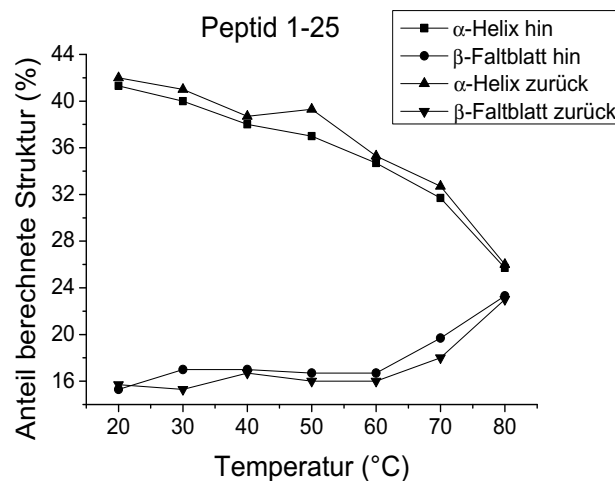 Peptid 1-25
α-Helix hin
β-Faltblatt hin
α-Helix zurück
β-Faltblatt zurück
Anteil berechnete Struktur (%)
44
40
36
32
28
24
20
16
20 30 40 50 60 70 80
Temperatur (°C)